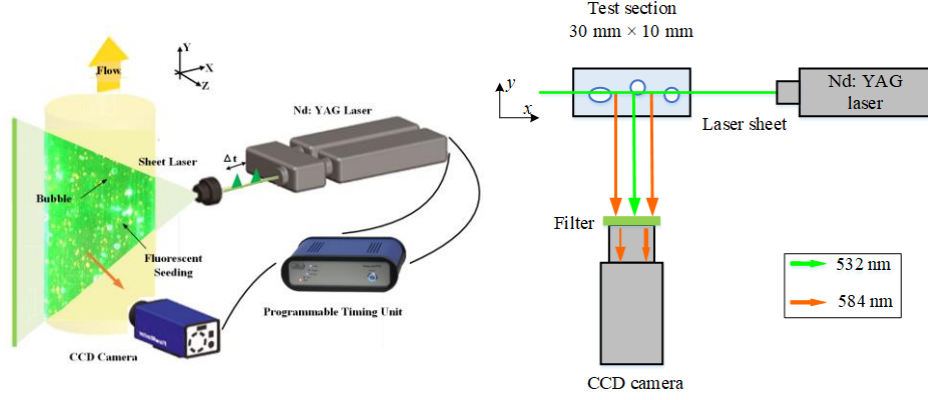 Flow
Y
X
Z
Nd: YAG Laser
Sheet Laser
Δ t
Bubble
Fluorescent
Seeding
Programmable Timing Unit
CCD Camera
Test section
30 mm × 10 mm
y
x
Nd: YAG
laser
Laser sheet
Filter
532 nm
584 nm
CCD camera